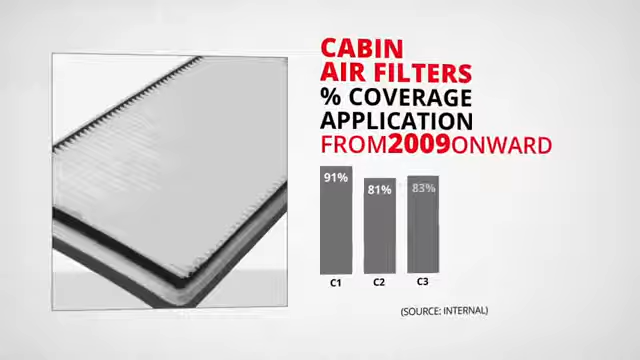 CABIN
AIR FILTERS
% COVERAGE
APPLICATION
FROM2009ONWARD
91%
81%
83%
C1
C2
C3
(SOURCE: INTERNAL)